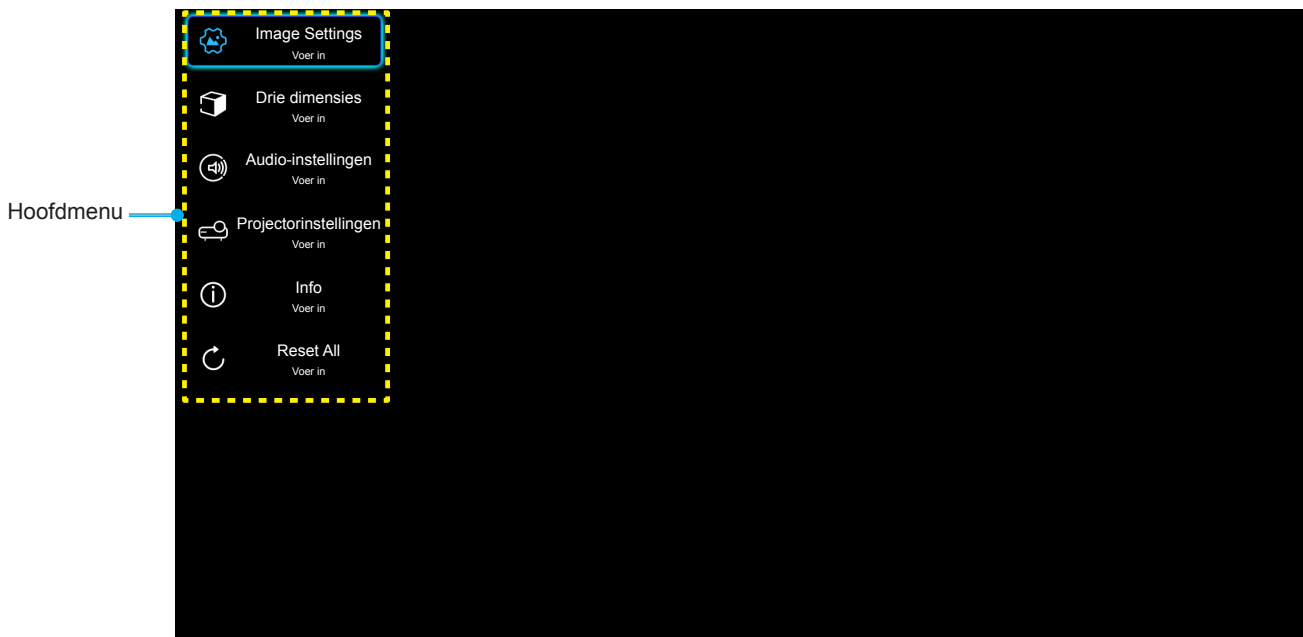 Image Settings
Voer in
Drie dimensies
Voer in
Audio-instellingen
Voer in
Hoofdmenu
Projectorinstellingen
Voer in
Info
Voer in
Reset All
Voer in